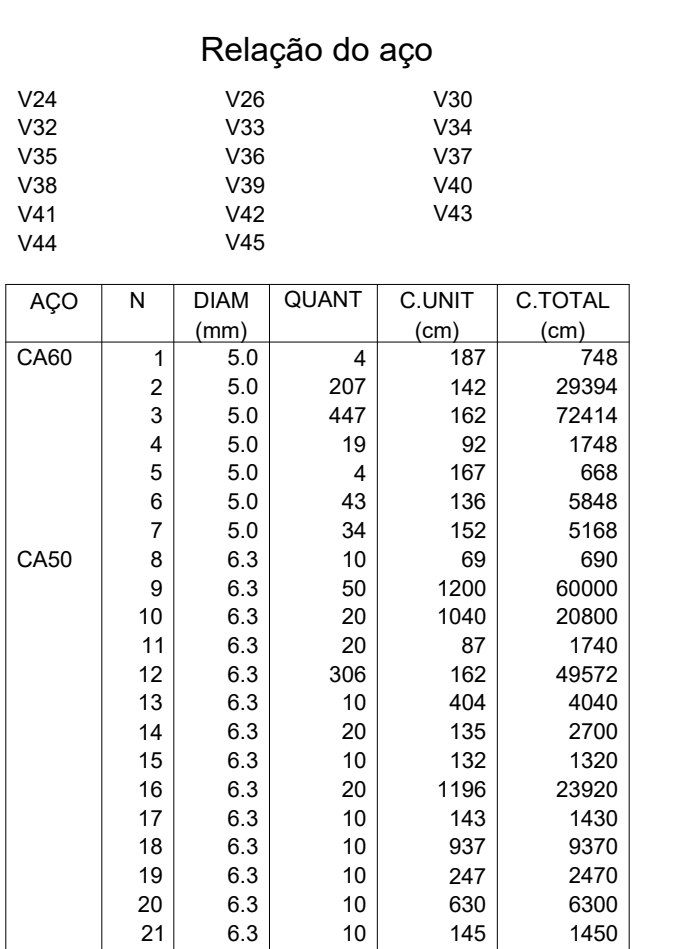 Relação do aço
V24 V26 V30
V32 V33 V34
V35 V36 V37
V38 V39 V40
V41 V42 V43
V44 V45
AÇO N DIAM QUANT C.UNIT C.TOTAL
(mm) (cm) (cm)
CA60 1 5.0 4 187 748
2 5.0 207 142 29394
3 5.0 447 162 72414
4 5.0 19 92 1748
5 5.0 4 167 668
6 5.0 43 136 5848
7 5.0 34 152 5168
CA50 8 6.3 10 69 690
9 6.3 50 1200 60000
10 6.3 20 1040 20800
11 6.3 20 87 1740
12 6.3 306 162 49572
13 6.3 10 404 4040
14 6.3 20 135 2700
15 6.3 10 132 1320
16 6.3 20 1196 23920
17 6.3 10 143 1430
18 6.3 10 937 9370
19 6.3 10 247 2470
20 6.3 10 630 6300
21 6.3 10 145 1450